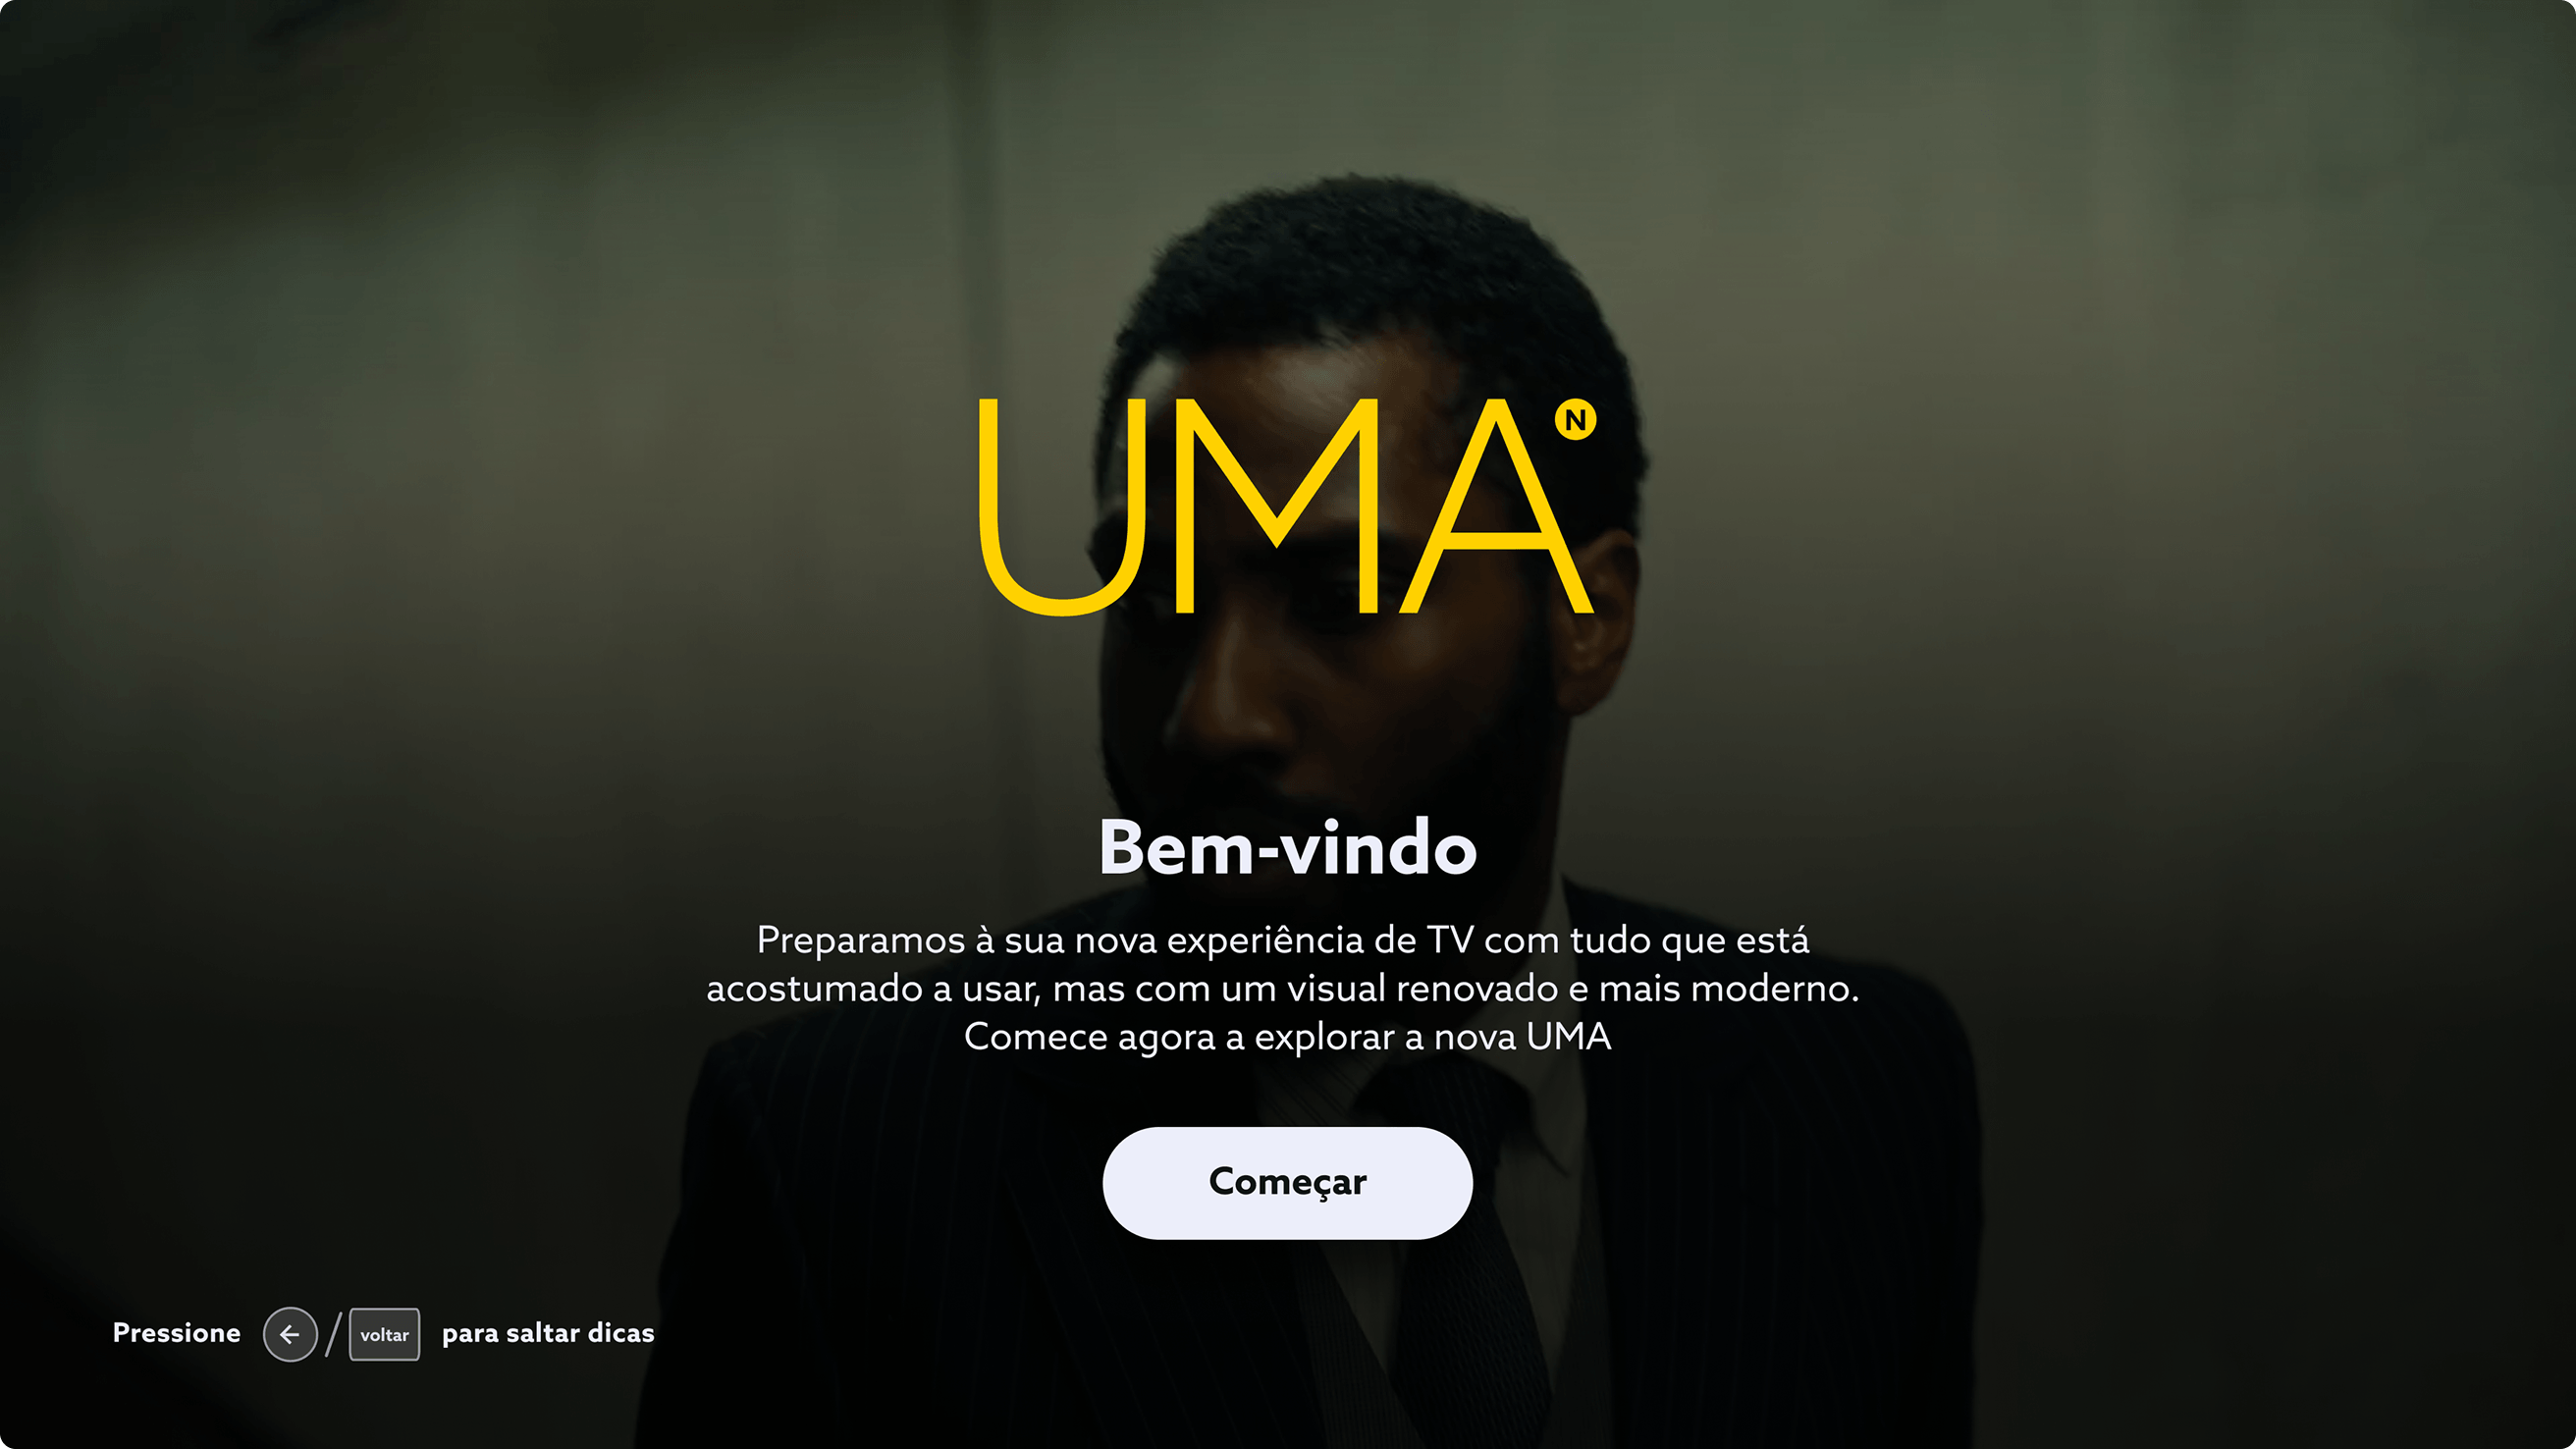 UMA N
Bem-vindo
Preparamos à sua nova experiência de TV com tudo que está
acostumado a usar, mas com um visual renovado e mais moderno.
Comece agora a explorar a nova UMA
Começar
Pressione ← / voltar para saltar dicas